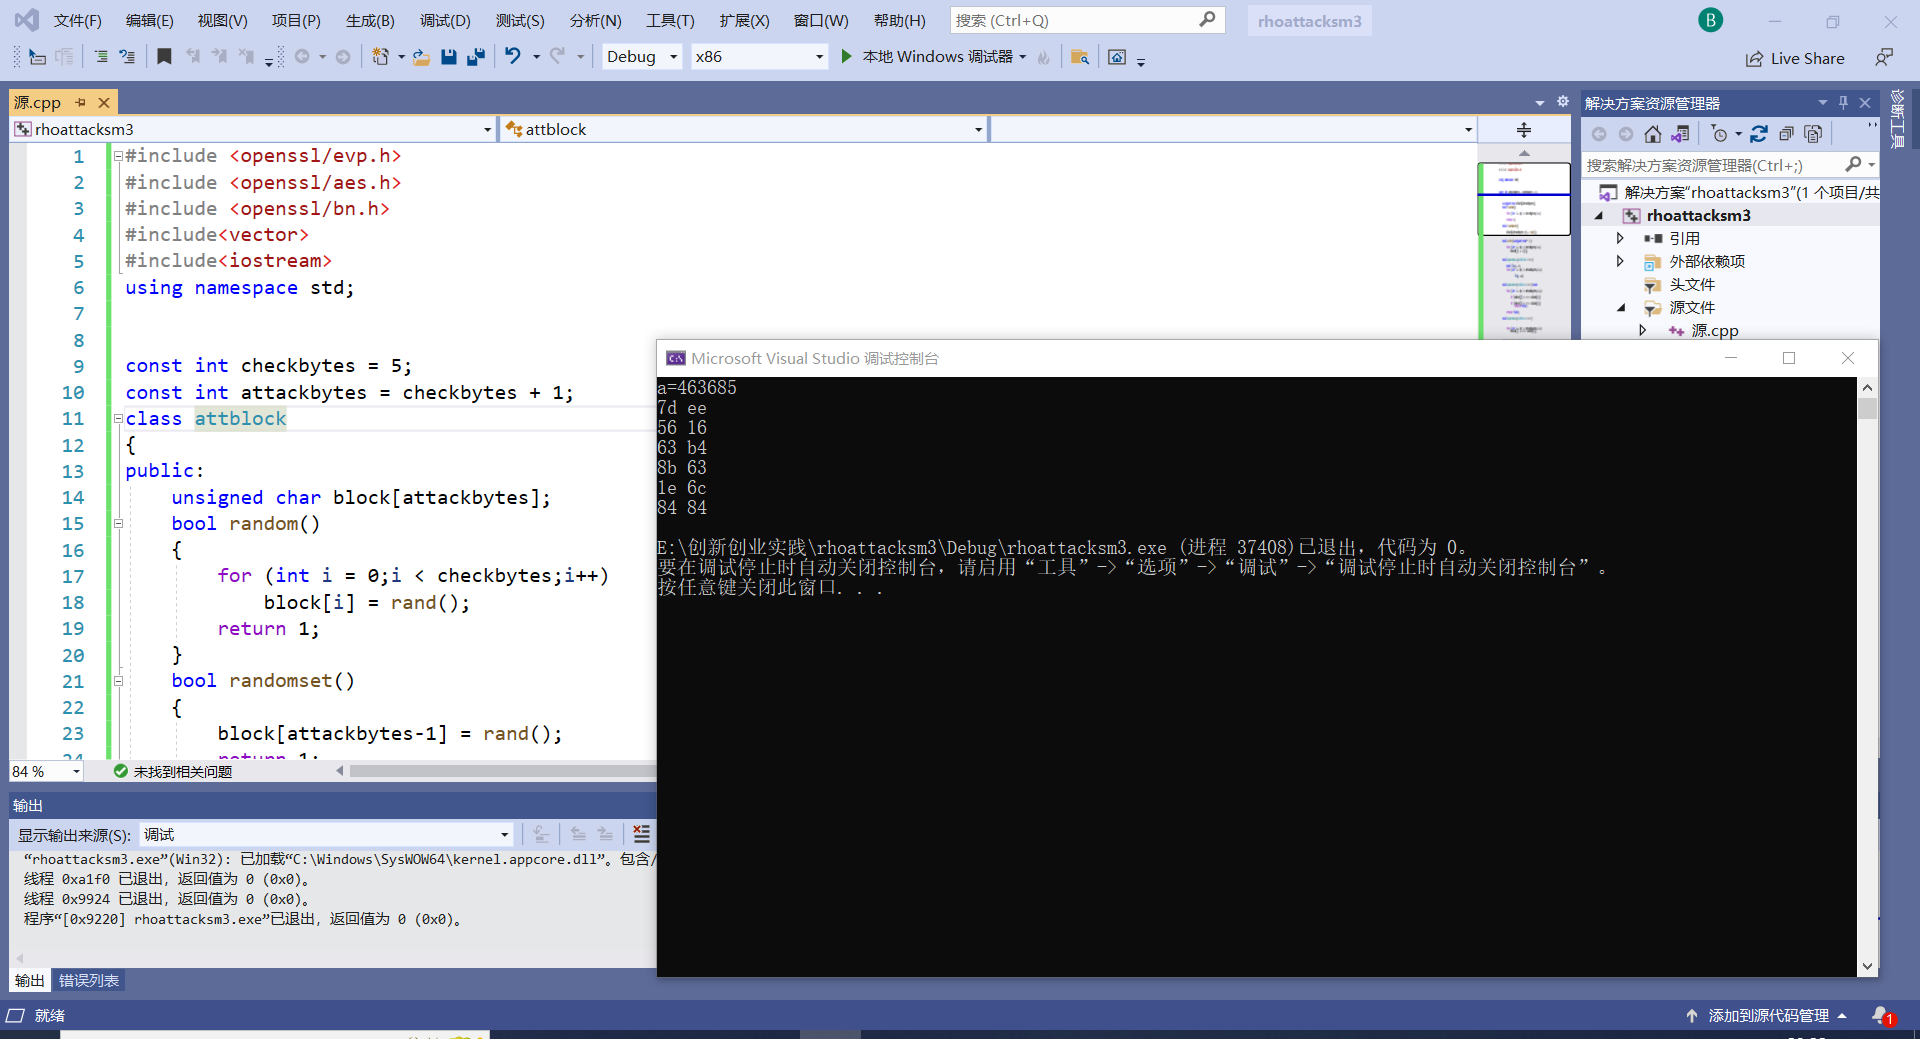 文件(F) 编辑(E) 视图(V) 项目(P) 生成(B) 调试(D) 测试(S) 分析(N) 工具(T) 扩展(X) 窗口(W) 帮助(H) 搜索 (Ctrl+Q) rhoattacksm3 B
Debug x86 本地 Windows 调试器 Live Share
源.cpp
rhoattacksm3 attblock
1 #include <openssl/evp.h>
2 #include <openssl/aes.h>
3 #include <openssl/bn.h>
4 #include<vector>
5 #include<iostream>
6 using namespace std;
7
8
9 const int checkbytes = 5;
10 const int attackbytes = checkbytes + 1;
11 class attblock
12 {
13 public:
14 unsigned char block[attackbytes];
15 bool random()
16 {
17 for (int i = 0;i < checkbytes;i++)
18 block[i] = rand();
19 return 1;
20 }
21 bool randomset()
22 {
23 block[attackbytes-1] = rand();
24 return 1;
84 % 未找到相关问题
解决方案资源管理器
搜索解决方案资源管理器(Ctrl+;)
解决方案“rhoattacksm3”(1 个项目/共
rhoattacksm3
引用
外部依赖项
头文件
源文件
源.cpp
诊断工具
Microsoft Visual Studio 调试控制台
a=463685
7d ee
56 16
63 b4
8b 63
1e 6c
84 84
E:\创新创业实践\rhoattacksm3\Debug\rhoattacksm3.exe (进程 37408)已退出，代码为 0。
要在调试停止时自动关闭控制台，请启用“工具”->“选项”->“调试”->“调试停止时自动关闭控制台”。
按任意键关闭此窗口. . .
输出
显示输出来源(S): 调试
“rhoattacksm3.exe”(Win32): 已加载“C:\Windows\SysWOW64\kernel.appcore.dll”。包含/
线程 0xa1f0 已退出，返回值为 0 (0x0)。
线程 0x9924 已退出，返回值为 0 (0x0)。
程序“[0x9220] rhoattacksm3.exe”已退出，返回值为 0 (0x0)。
输出 错误列表
就绪 添加到源代码管理 1